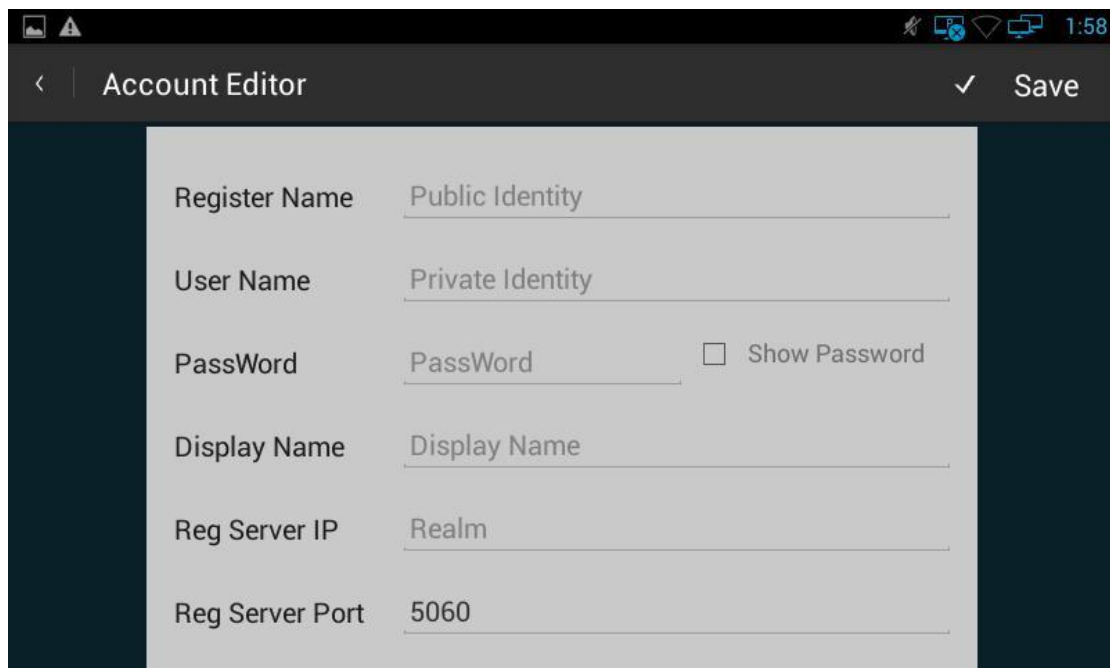 1:58
Account Editor
Save
Register Name Public Identity
User Name Private Identity
PassWord PassWord Show Password
Display Name Display Name
Reg Server IP Realm
Reg Server Port 5060